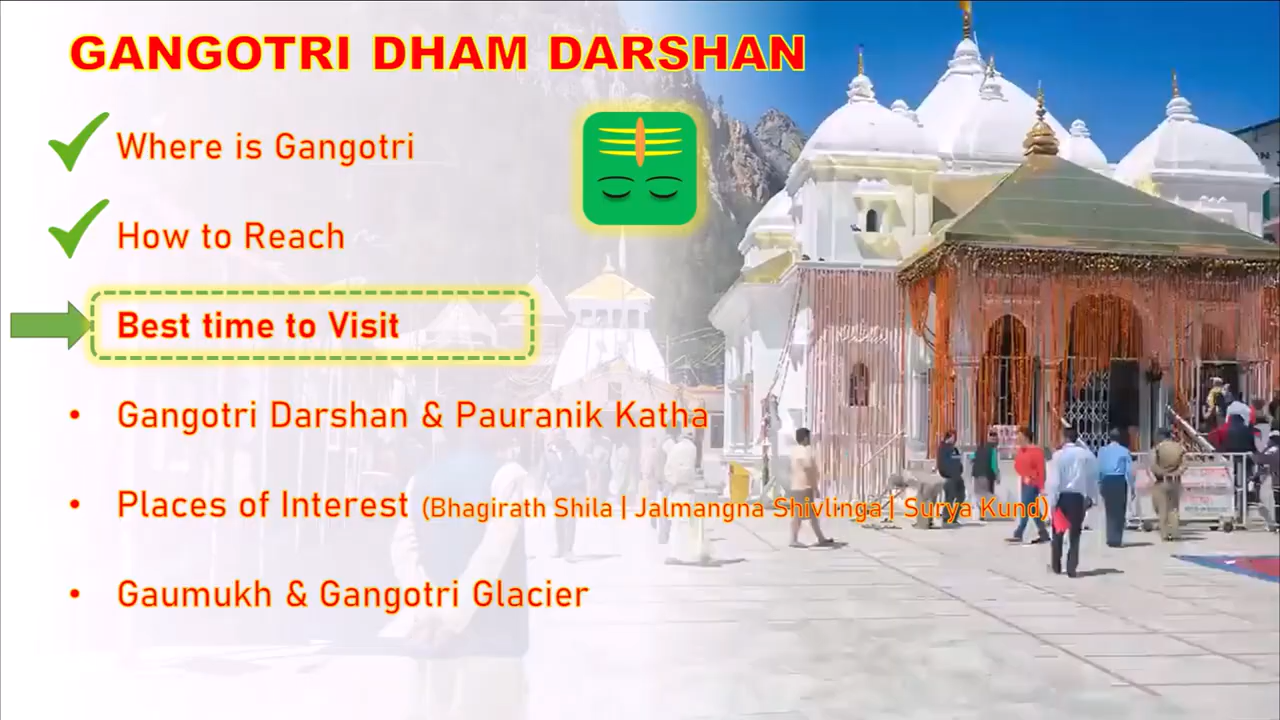 GANGOTRI DHAM DARSHAN
Where is Gangotri
How to Reach
Best time to Visit
• Gangotri Darshan & Pauranik Katha
• Places of Interest (Bhagirath Shila | Jalmangna Shivlinga | Surya Kund)
• Gaumukh & Gangotri Glacier